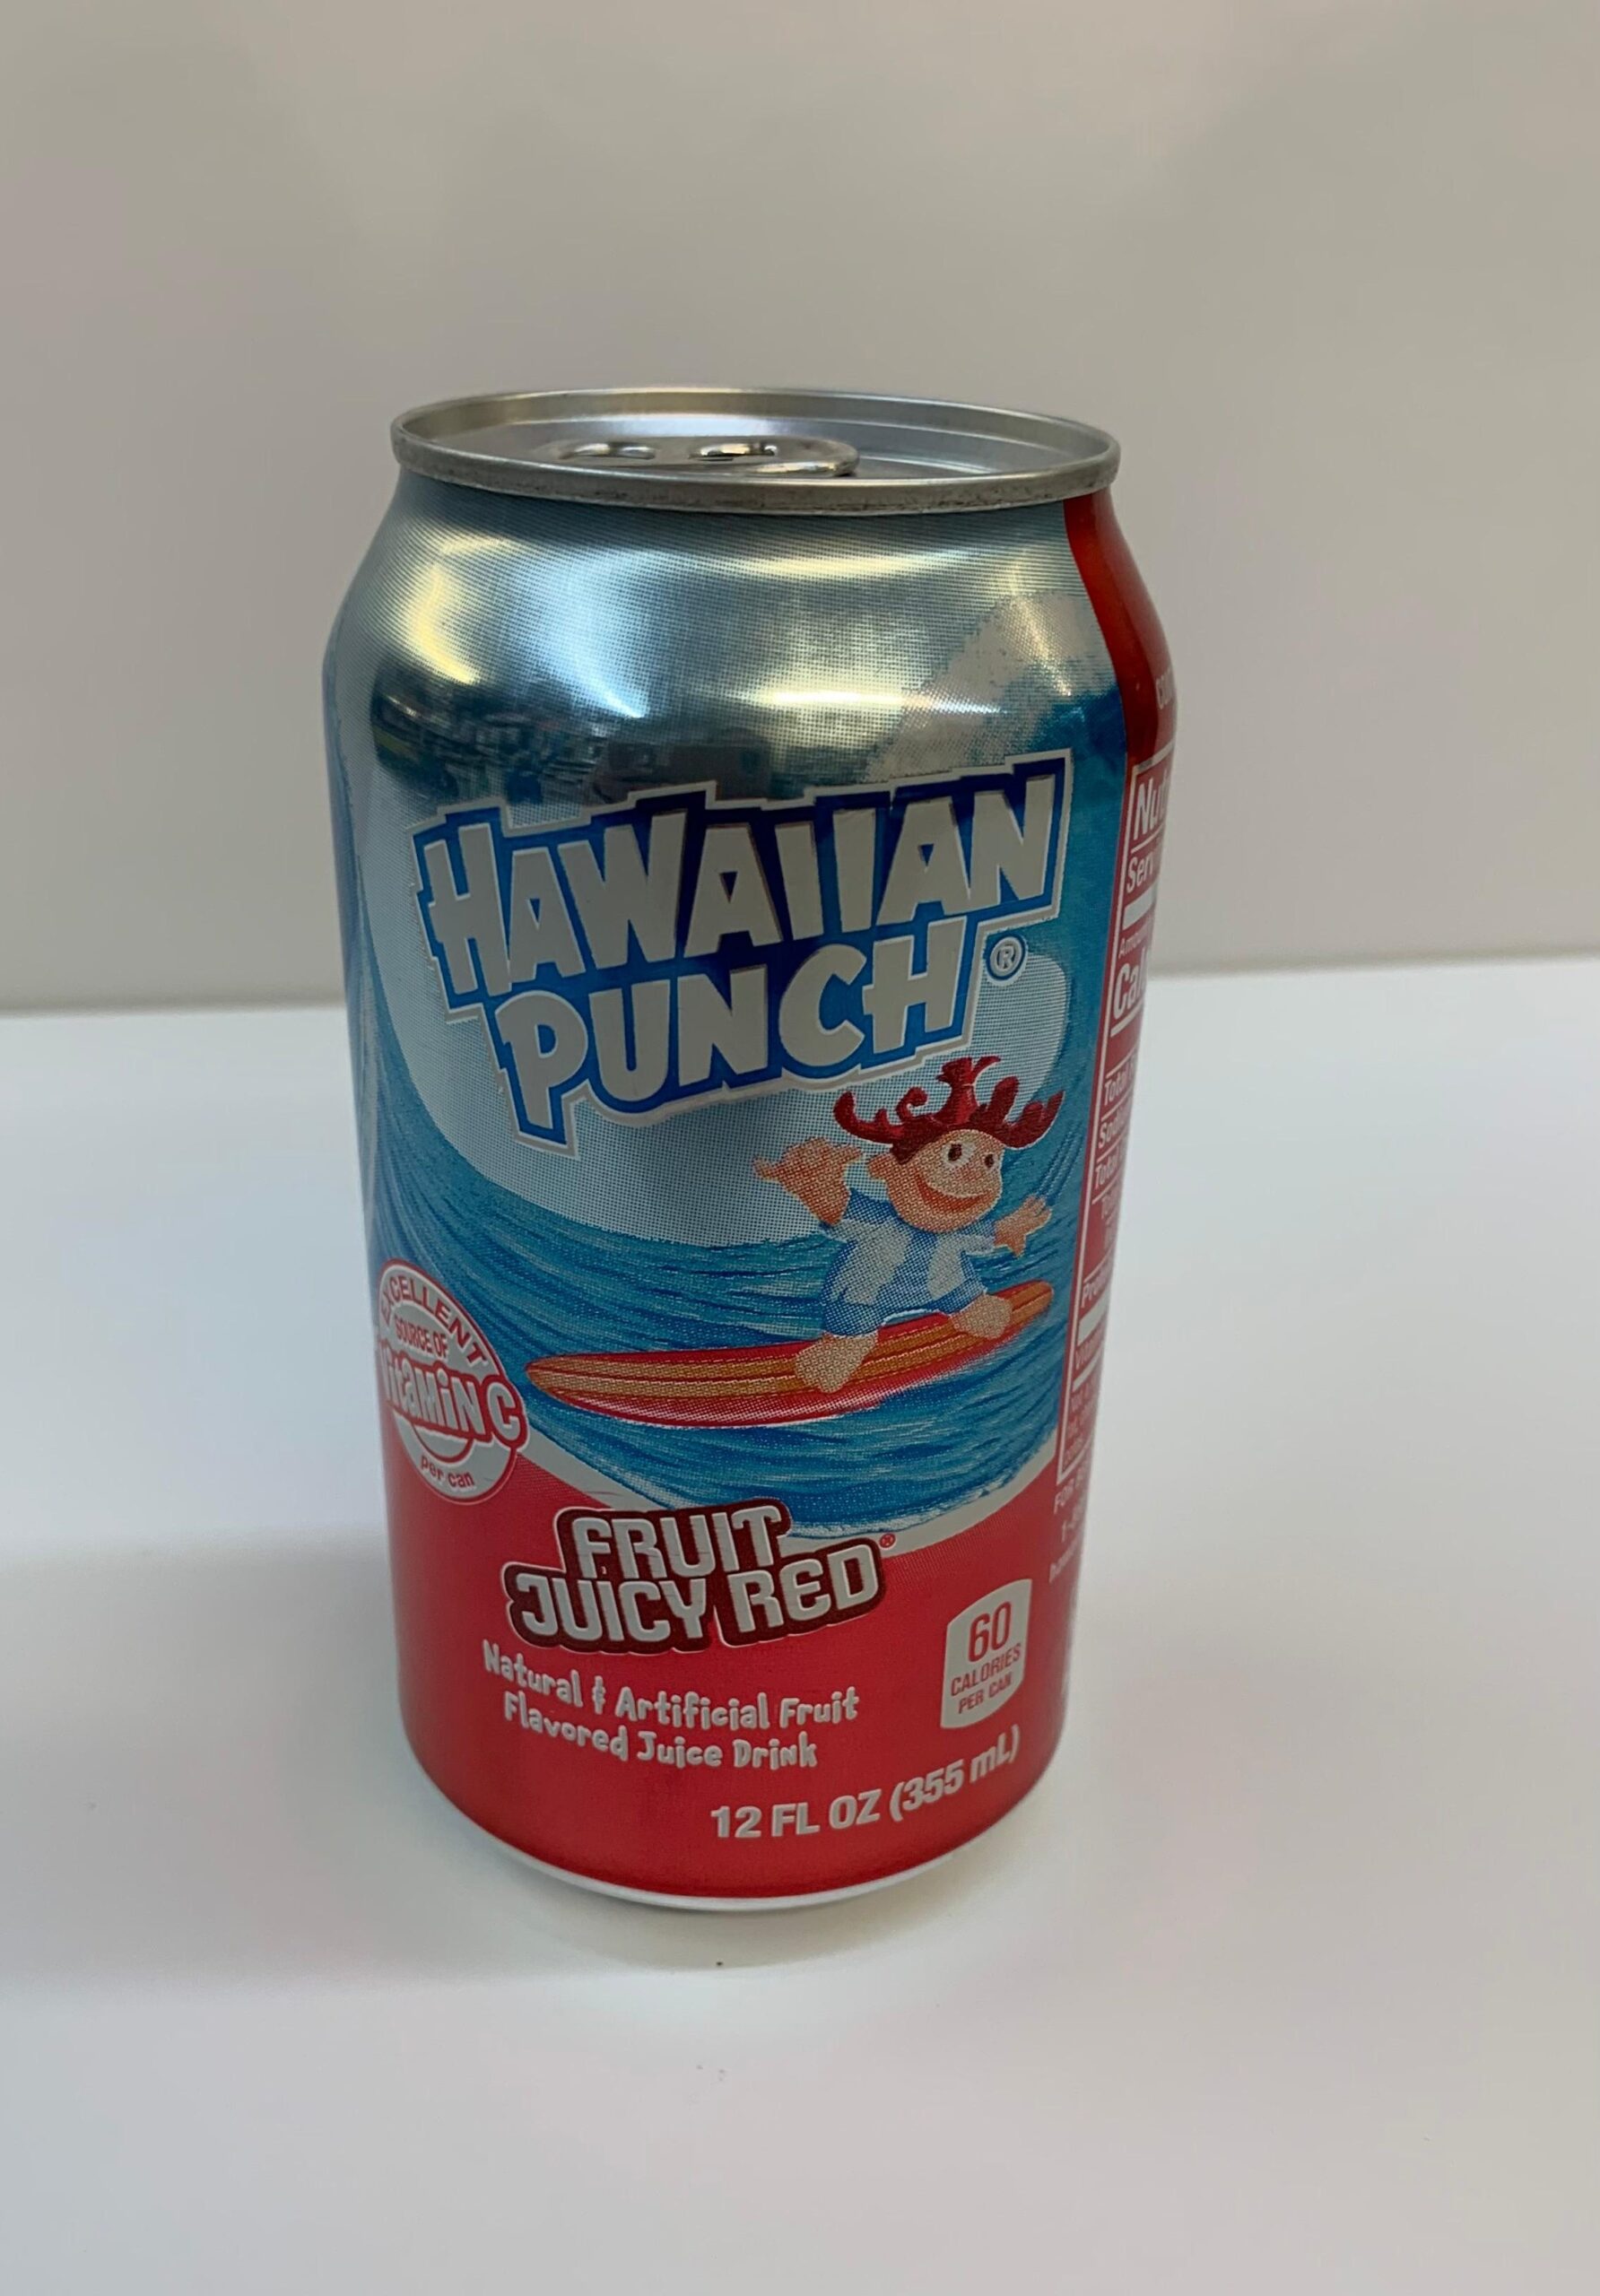 HAWAIIAN
PUNCH®
EXCELLENT
SOURCE OF
VitaMiN C
per can
FRUIT
JUICY RED®
Natural & Artificial Fruit
Flavored Juice Drink
60
CALORIES
PER CAN
12 FL OZ (355 mL)